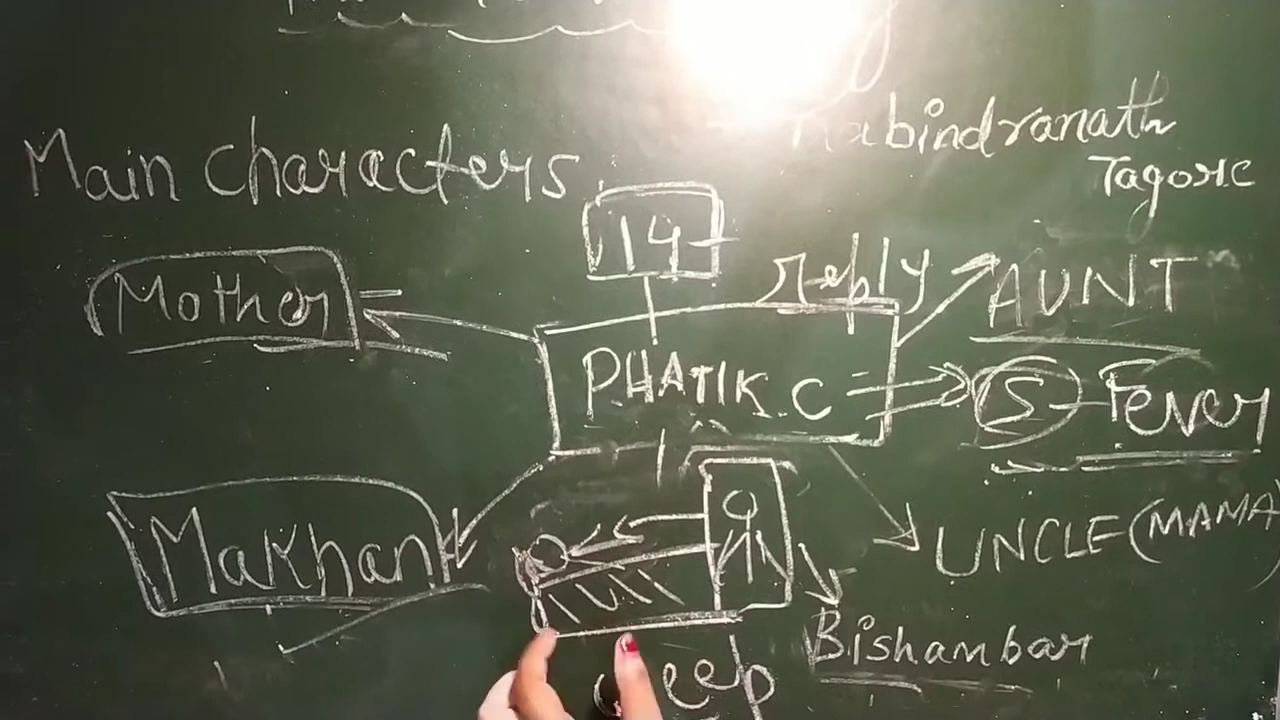 Rabindranath
Tagore
Main characters
14
Mother
reply
AUNT
PHATIK C
S - Fever
Makhan
UNCLE (MAMA)
Bishambar